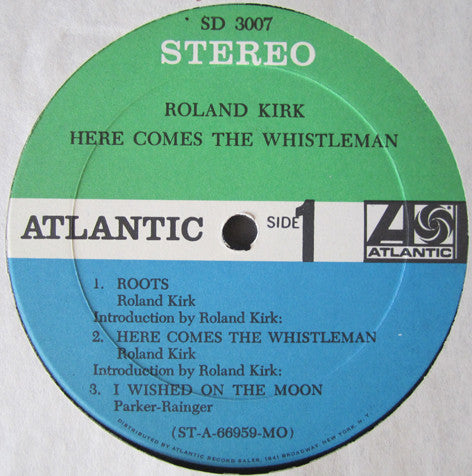 SD 3007
STEREO
ROLAND KIRK
HERE COMES THE WHISTLEMAN
ATLANTIC
SIDE 1
ATLANTIC
1. ROOTS
Roland Kirk
Introduction by Roland Kirk:
2. HERE COMES THE WHISTLEMAN
Roland Kirk
Introduction by Roland Kirk:
3. I WISHED ON THE MOON
Parker-Rainger
(ST-A-66959-MO)
DISTRIBUTED BY ATLANTIC RECORD SALES, 1841 BROADWAY, NEW YORK, N. Y.